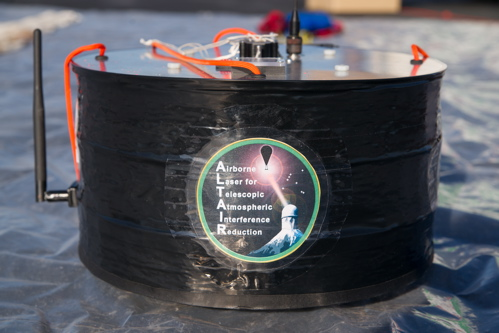 Airborne
Laser for
Telescopic
Atmospheric
Interference
Reduction